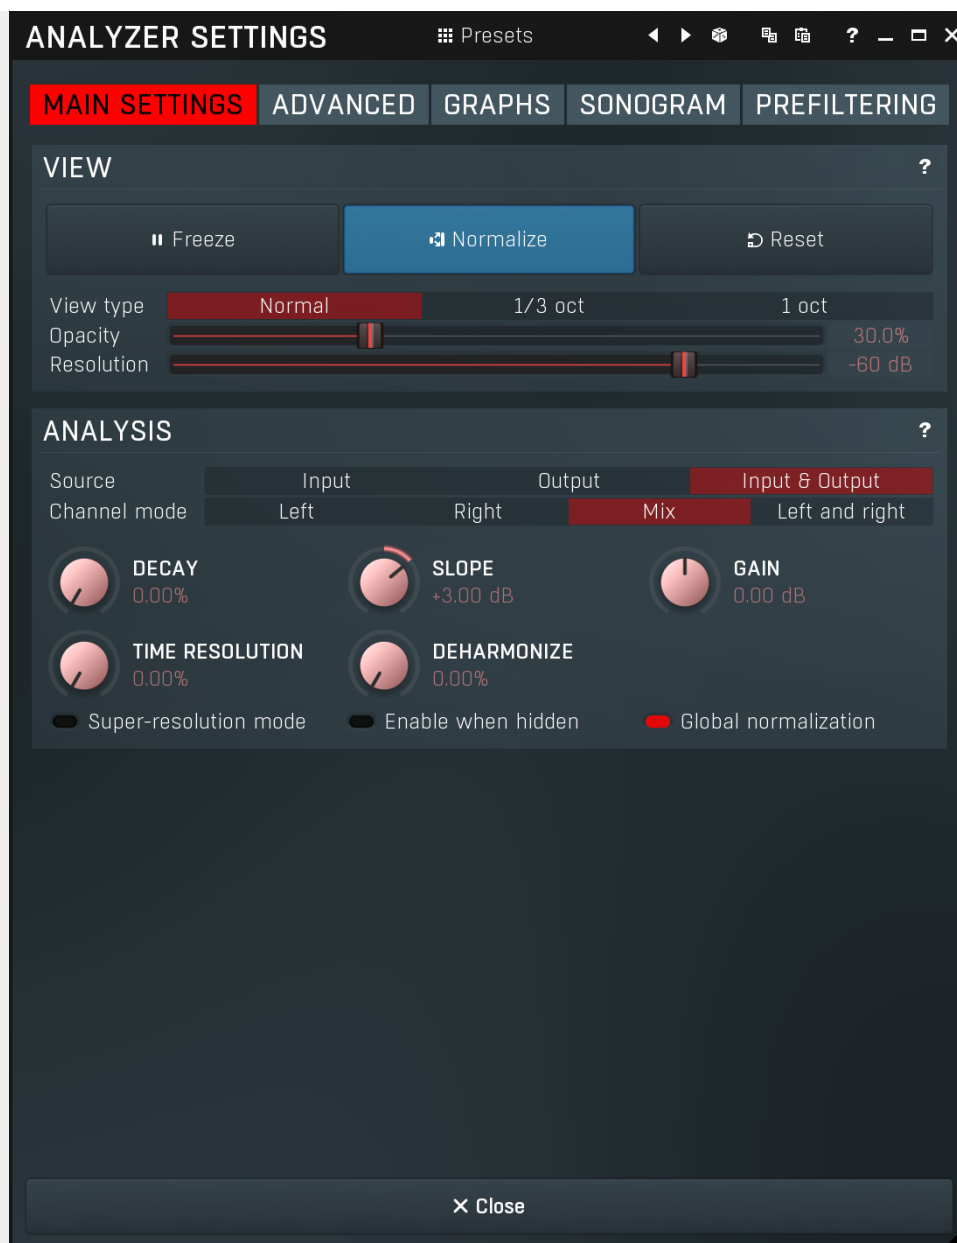 ANALYZER SETTINGS Presets ?
MAIN SETTINGS ADVANCED GRAPHS SONOGRAM PREFILTERING
VIEW ?
Freeze Normalize Reset
View type Normal 1/3 oct 1 oct
Opacity 30.0%
Resolution -60 dB
ANALYSIS ?
Source Input Output Input & Output
Channel mode Left Right Mix Left and right
DECAY SLOPE GAIN
0.00% +3.00 dB 0.00 dB
TIME RESOLUTION DEHARMONIZE
0.00% 0.00%
Super-resolution mode Enable when hidden Global normalization
Close